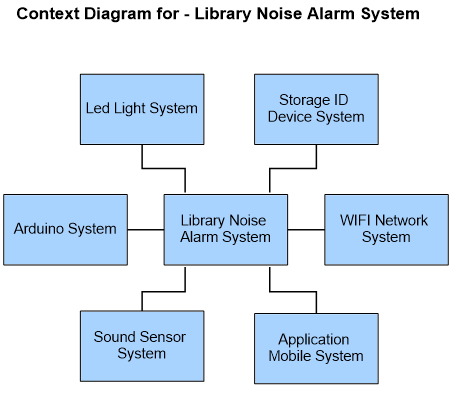 Context Diagram for - Library Noise Alarm System
Led Light System
Storage ID
Device System
Arduino System
Library Noise
Alarm System
WIFI Network
System
Sound Sensor
System
Application
Mobile System